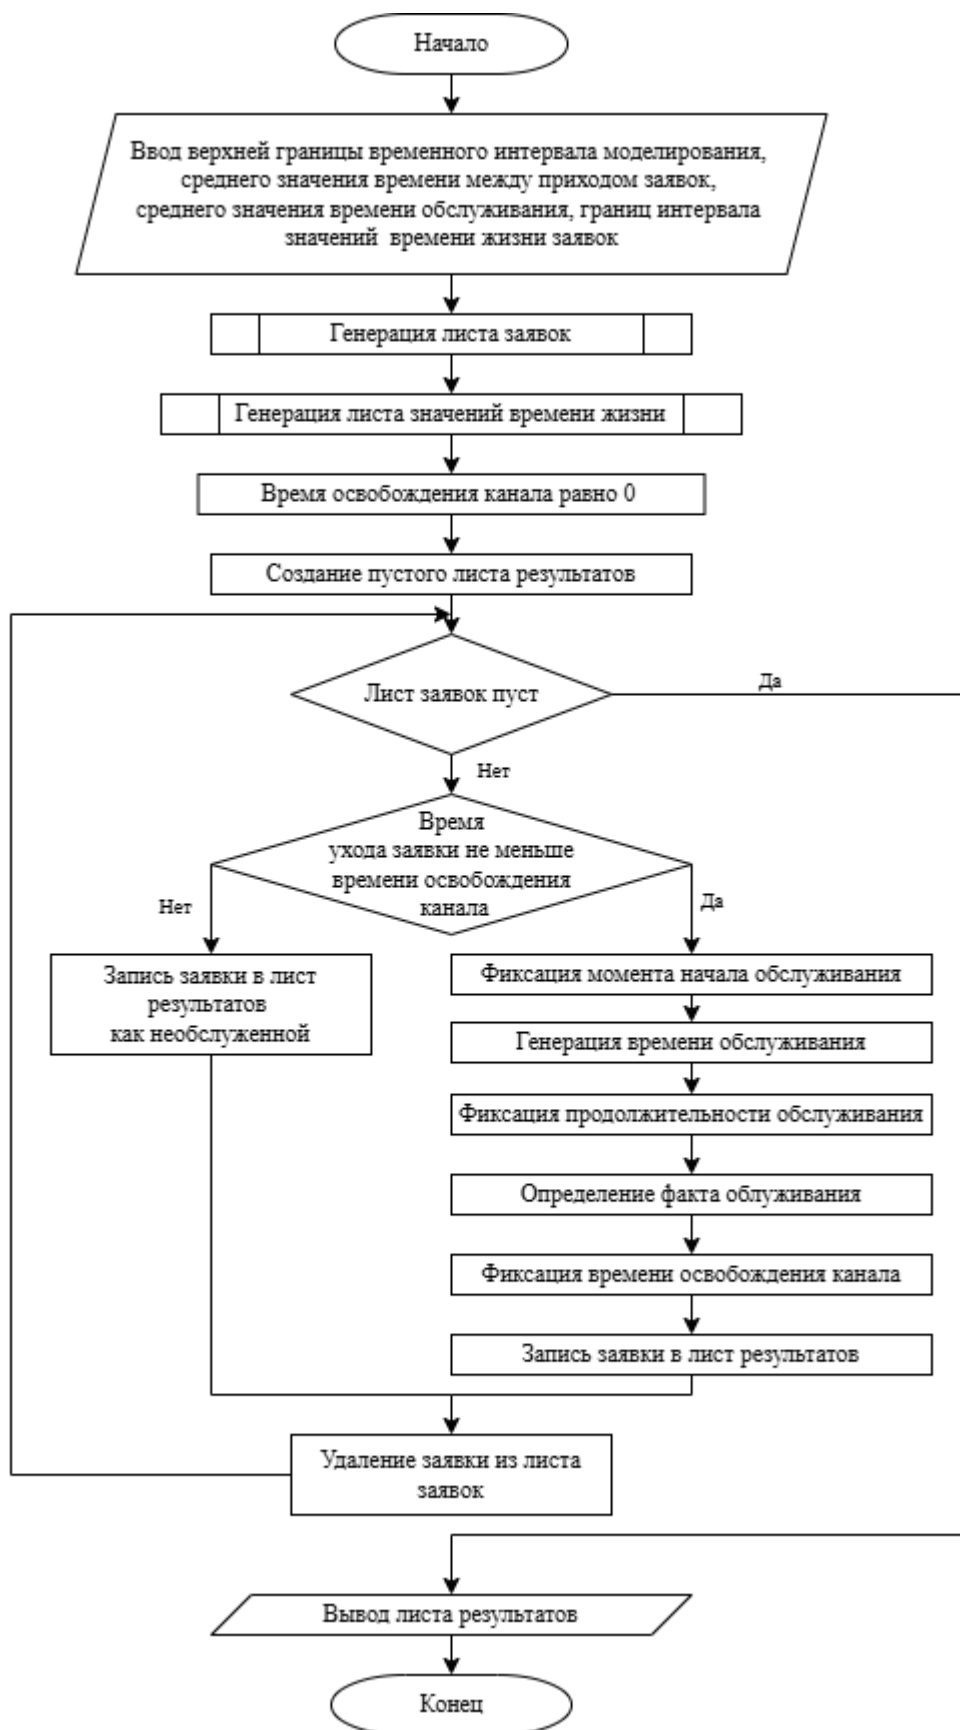 Начало
Ввод верхней границы временного интервала моделирования,
среднего значения времени между приходом заявок,
среднего значения времени обслуживания, границ интервала
значений времени жизни заявок
Генерация листа заявок
Генерация листа значений времени жизни
Время освобождения канала равно 0
Создание пустого листа результатов
Лист заявок пуст
Да
Нет
Время
ухода заявки не меньше
времени освобождения
канала
Нет
Да
Запись заявки в лист
результатов
как необслуженной
Фиксация момента начала обслуживания
Генерация времени обслуживания
Фиксация продолжительности обслуживания
Определение факта облуживания
Фиксация времени освобождения канала
Запись заявки в лист результатов
Удаление заявки из листа
заявок
Вывод листа результатов
Конец